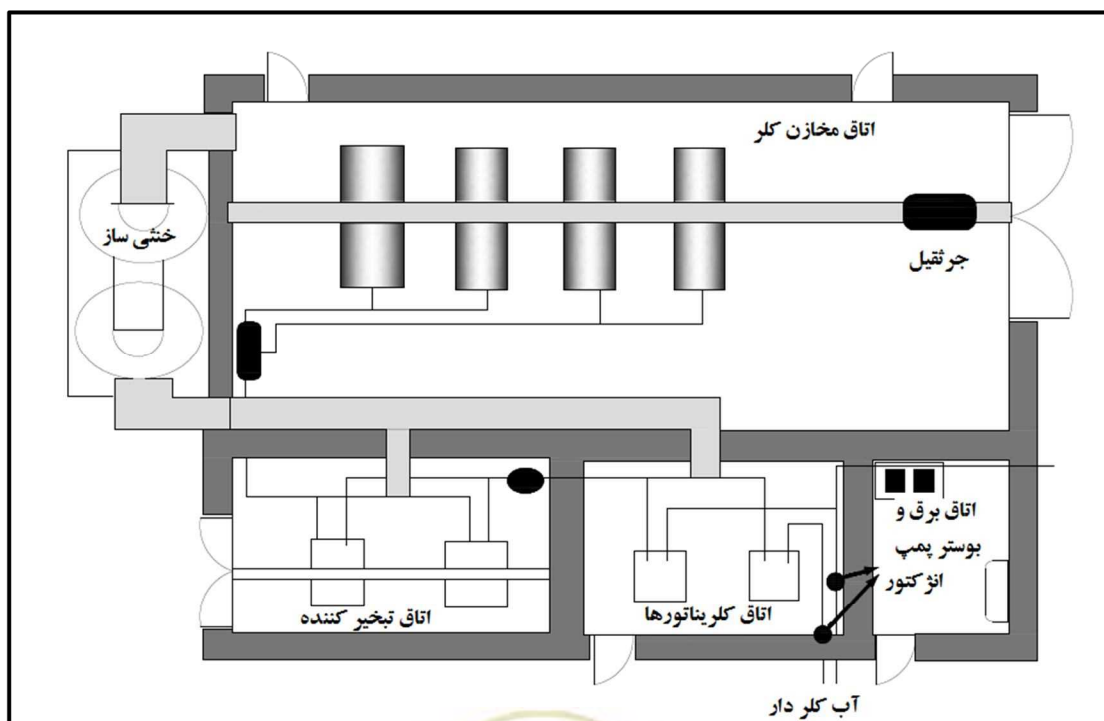 اتاق مخازن کلر
خنثی ساز
جرثقیل
اتاق برق و
بوستر پمپ
انژکتور
اتاق کلریناتورها
اتاق تبخیر کننده
آب کلر دار